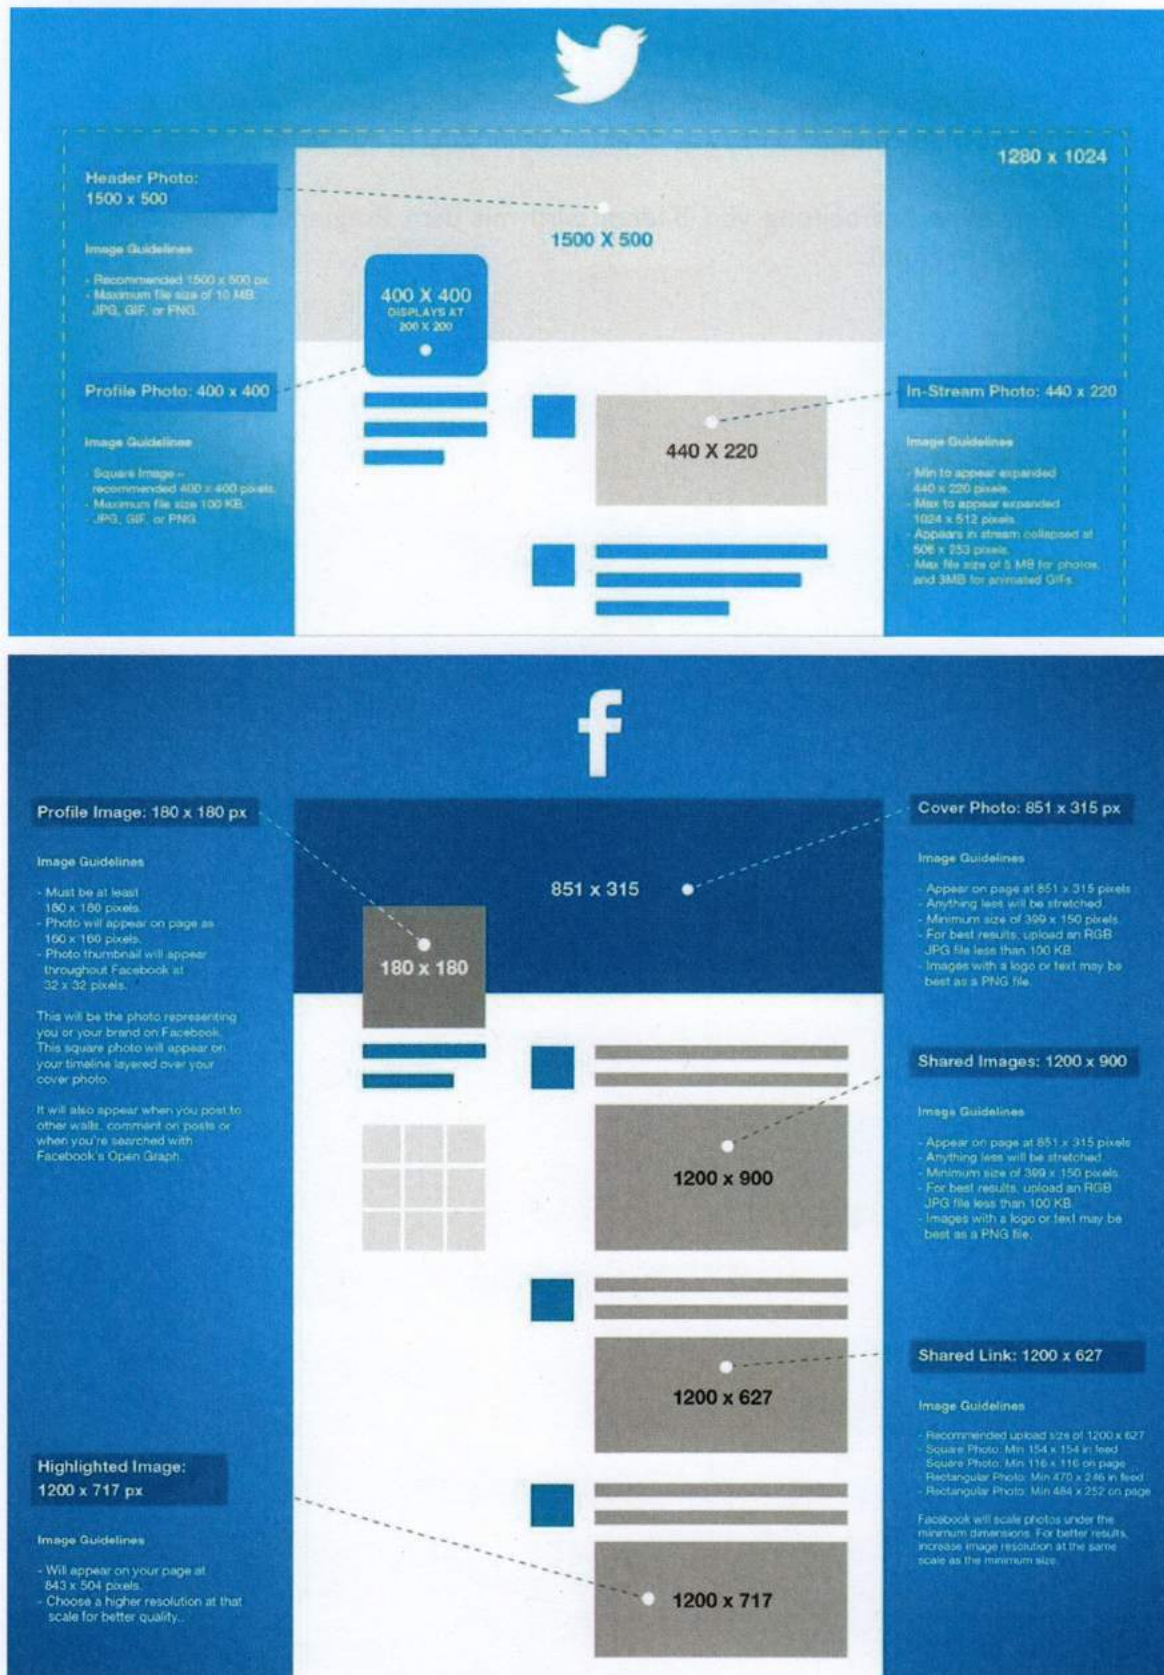 1280 x 1024
Header Photo:
1500 x 500
Image Guidelines
- Recommended 1500 x 500 px
- Maximum file size of 10 MB.
JPG, GIF, or PNG.
1500 X 500
400 X 400
DISPLAYS AT
200 X 200
Profile Photo: 400 x 400
Image Guidelines
- Square Image –
recommended 400 x 400 pixels.
- Maximum file size 100 KB.
- JPG, GIF, or PNG.
440 X 220
In-Stream Photo: 440 x 220
Image Guidelines
- Min to appear expanded
440 x 220 pixels.
- Max to appear expanded
1024 x 512 pixels.
- Appears in stream collapsed at
506 x 253 pixels.
- Max file size of 5 MB for photos,
and 3MB for animated GIFs.
f
Profile Image: 180 x 180 px
Image Guidelines
- Must be at least
180 x 180 pixels.
- Photo will appear on page as
160 x 160 pixels.
- Photo thumbnail will appear
throughout Facebook at
32 x 32 pixels.
This will be the photo representing
you or your brand on Facebook.
This square photo will appear on
your timeline layered over your
cover photo.
It will also appear when you post to
other walls, comment on posts or
when you're searched with
Facebook's Open Graph.
851 x 315
180 x 180
Cover Photo: 851 x 315 px
Image Guidelines
- Appear on page at 851 x 315 pixels
- Anything less will be stretched.
- Minimum size of 399 x 150 pixels.
- For best results, upload an RGB
JPG file less than 100 KB.
- Images with a logo or text may be
best as a PNG file.
Shared Images: 1200 x 900
Image Guidelines
- Appear on page at 851 x 315 pixels
- Anything less will be stretched.
- Minimum size of 399 x 150 pixels.
- For best results, upload an RGB
JPG file less than 100 KB.
- Images with a logo or text may be
best as a PNG file.
1200 x 900
1200 x 627
Shared Link: 1200 x 627
Image Guidelines
- Recommended upload size of 1200 x 627
- Square Photo: Min 154 x 154 in feed
Square Photo: Min 116 x 116 on page
- Rectangular Photo: Min 470 x 246 in feed
- Rectangular Photo: Min 484 x 252 on page
Facebook will scale photos under the
minimum dimensions. For better results,
increase image resolution at the same
scale as the minimum size.
Highlighted Image:
1200 x 717 px
Image Guidelines
- Will appear on your page at
843 x 504 pixels.
- Choose a higher resolution at that
scale for better quality..
1200 x 717